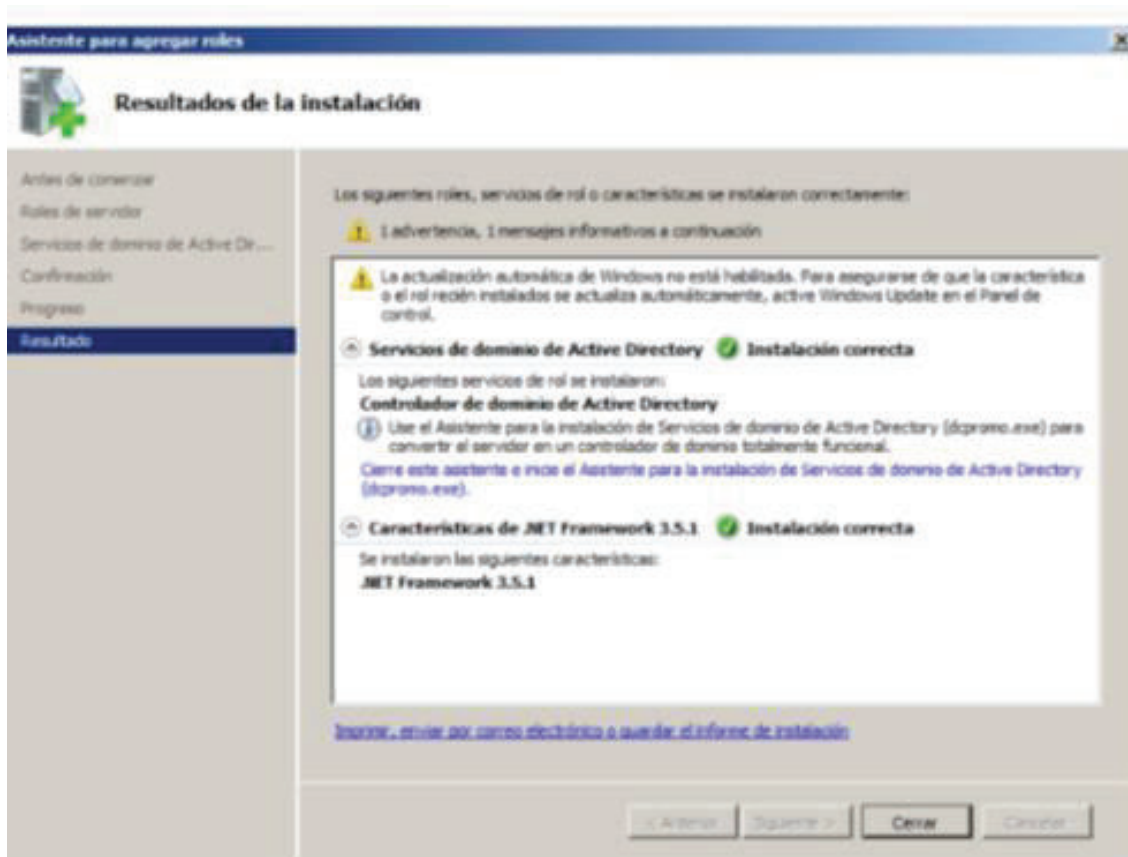 Asistente para agregar roles
Resultados de la instalación
Antes de comenzar
Roles de servidor
Servicios de dominio de Active Dir...
Confirmación
Progreso
Resultado
Los siguientes roles, servicios de rol o características se instalaron correctamente:
1 advertencia, 1 mensajes informativos a continuación
La actualización automática de Windows no está habilitada. Para asegurarse de que la característica
o el rol recién instalados se actualiza automáticamente, active Windows Update en el Panel de
control.
Servicios de dominio de Active Directory Instalación correcta
Los siguientes servicios de rol se instalaron:
Controlador de dominio de Active Directory
Use el Asistente para la instalación de Servicios de dominio de Active Directory (dcpromo.exe) para
convertir el servidor en un controlador de dominio totalmente funcional.
Cierre este asistente e inicie el Asistente para la instalación de Servicios de dominio de Active Directory
(dcpromo.exe).
Características de .NET Framework 3.5.1 Instalación correcta
Se instalaron las siguientes características:
.NET Framework 3.5.1
Imprimir, enviar por correo electrónico o guardar el informe de instalación
< Anterior Siguiente > Cerrar Cancelar